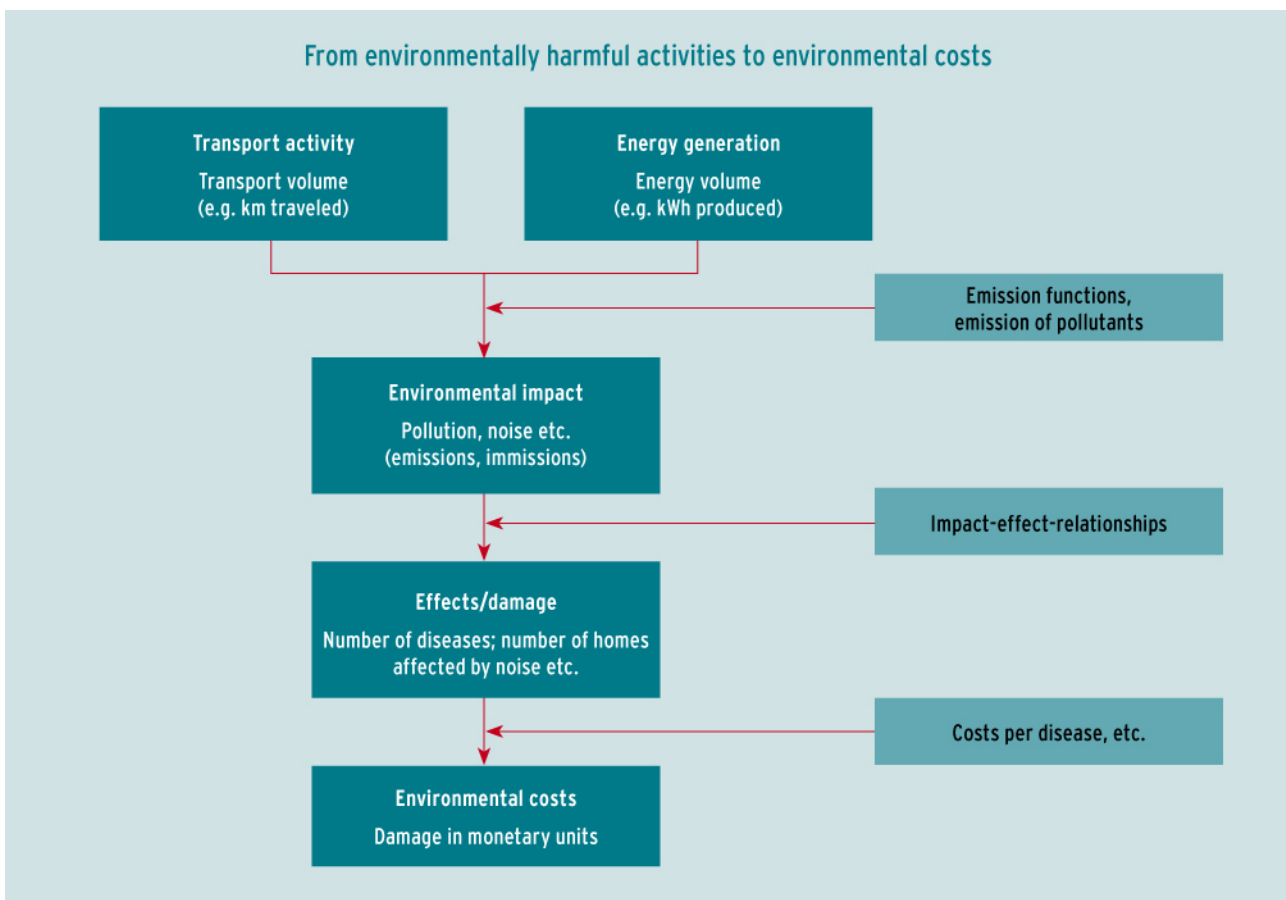 From environmentally harmful activities to environmental costs
Transport activity
Transport volume
(e.g. km traveled)
Energy generation
Energy volume
(e.g. kWh produced)
Emission functions,
emission of pollutants
Environmental impact
Pollution, noise etc.
(emissions, immissions)
Impact-effect-relationships
Effects/damage
Number of diseases; number of homes
affected by noise etc.
Costs per disease, etc.
Environmental costs
Damage in monetary units